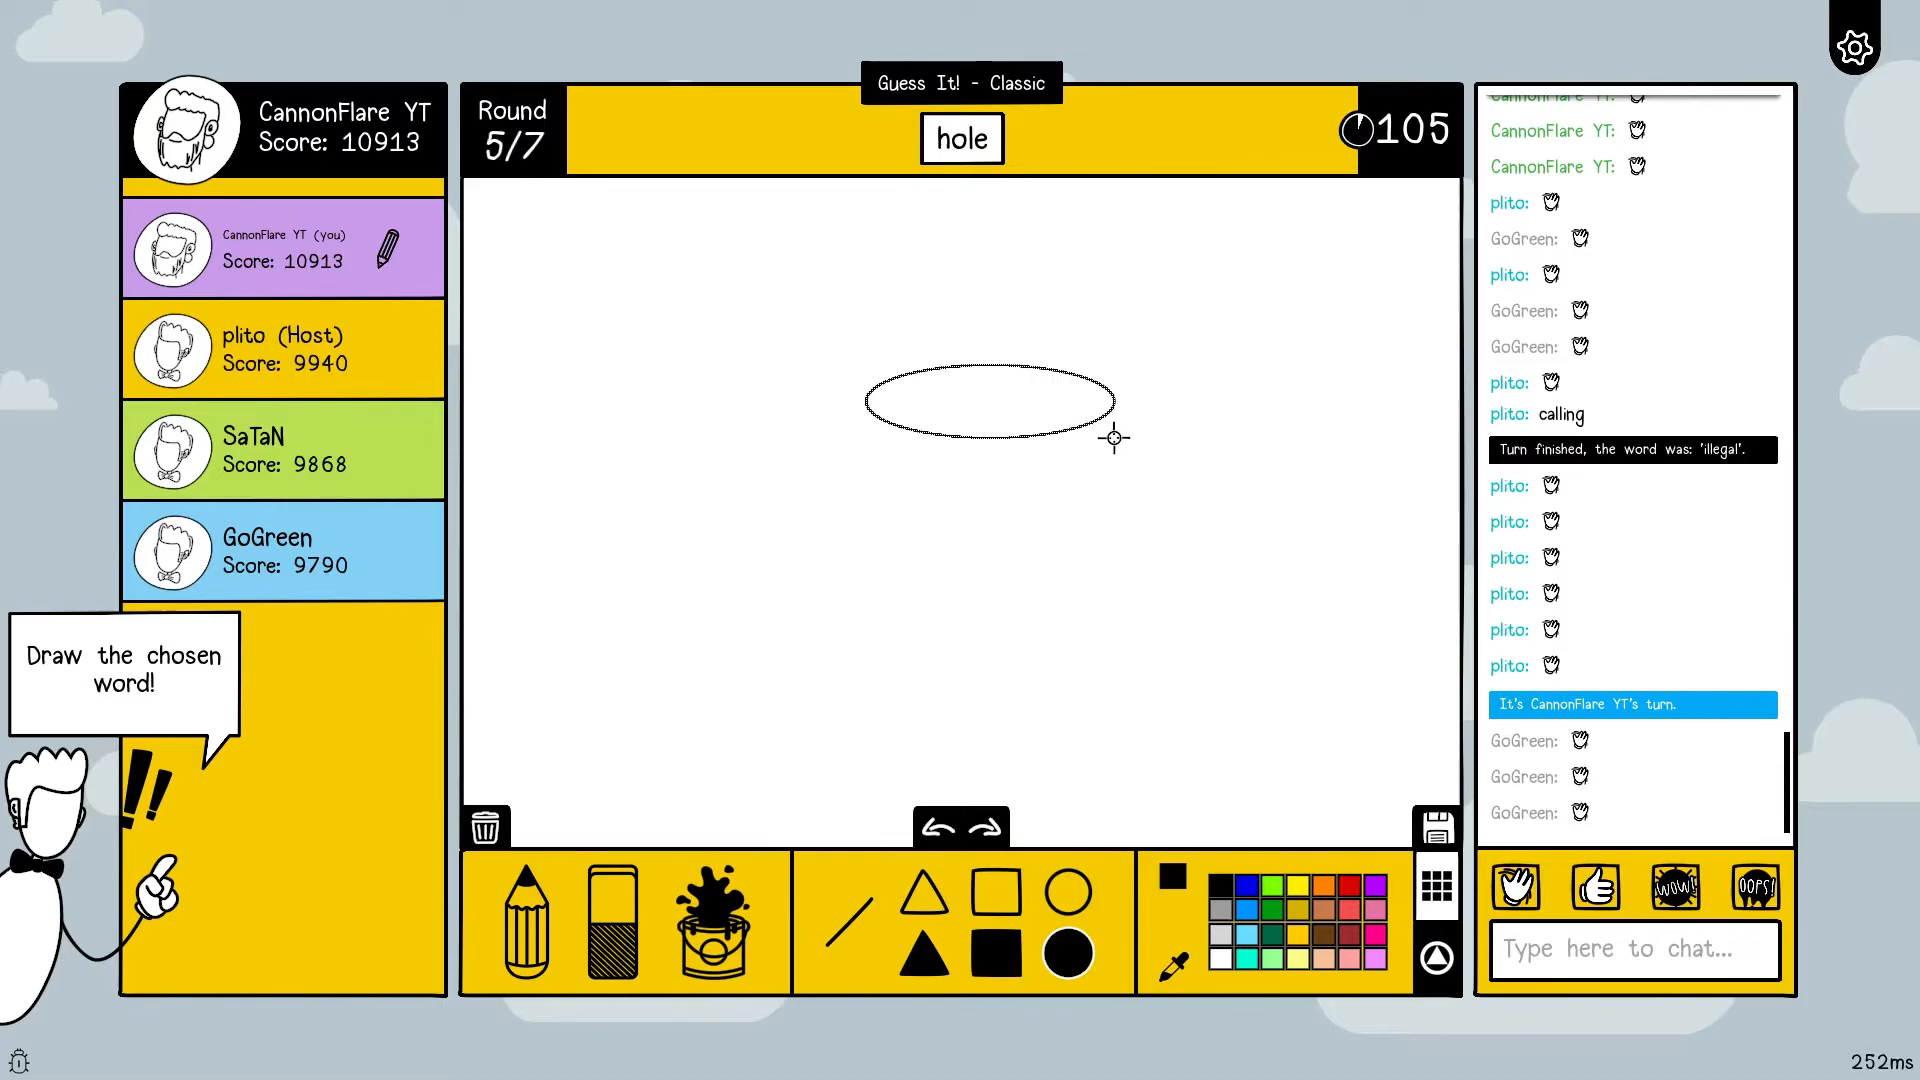 Guess It! - Classic
CannonFlare YT
Score: 10913
Round
5/7
hole
105
CannonFlare YT (you)
Score: 10913
plito (Host)
Score: 9940
SaTaN
Score: 9868
GoGreen
Score: 9790
Draw the chosen
word!
!!
CannonFlare YT:
CannonFlare YT:
CannonFlare YT:
plito:
GoGreen:
plito:
GoGreen:
GoGreen:
plito:
plito: calling
Turn finished, the word was: 'illegal'.
plito:
plito:
plito:
plito:
plito:
plito:
It's CannonFlare YT's turn.
GoGreen:
GoGreen:
GoGreen:
WOW!
OOPS!
Type here to chat...
252ms